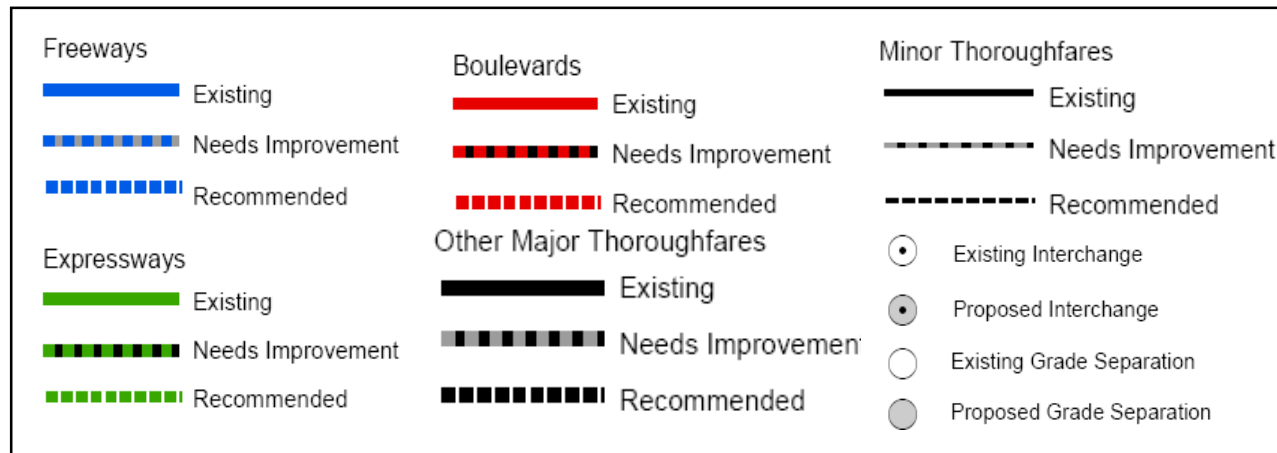 Freeways
Existing
Needs Improvement
Recommended
Expressways
Existing
Needs Improvement
Recommended
Boulevards
Existing
Needs Improvement
Recommended
Other Major Thoroughfares
Existing
Needs Improvemen
Recommended
Minor Thoroughfares
Existing
Needs Improvement
Recommended
Existing Interchange
Proposed Interchange
Existing Grade Separation
Proposed Grade Separation